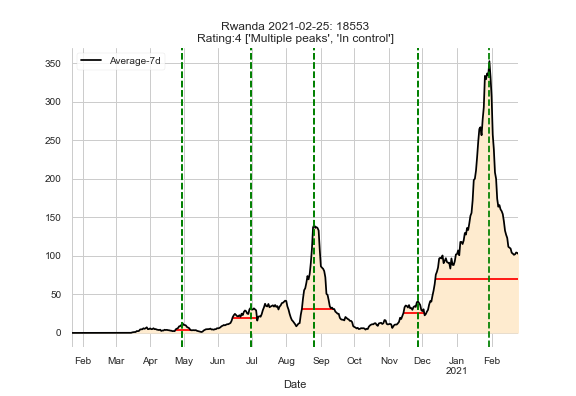 Rwanda 2021-02-25: 18553
Rating:4 ['Multiple peaks', 'In control']
Average-7d
350
300
250
200
150
100
50
0
Feb Mar Apr May Jun Jul Aug Sep Oct Nov Dec Jan Feb
2021
Date